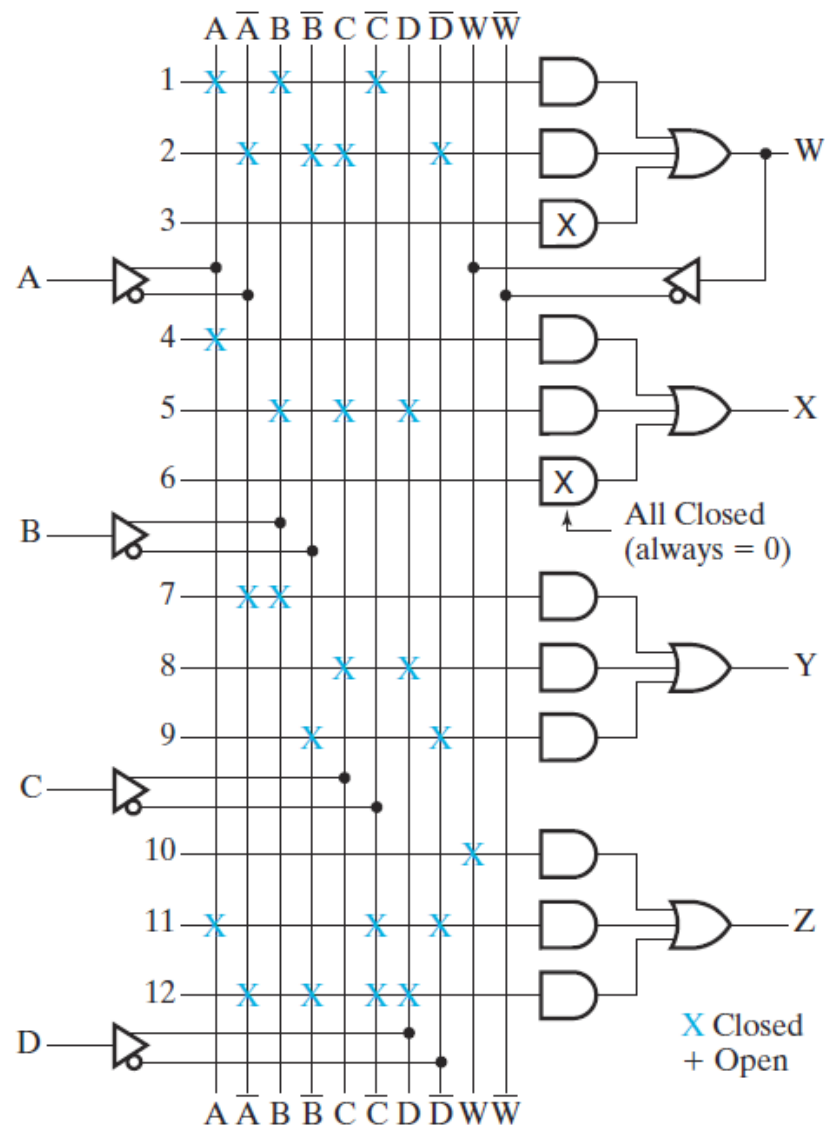 A A̅ B B̅ C C̅ D D̅ W W̅
1 X X X
2 X X X X W
3 X
A
4 X
5 X X X X
6 X
All Closed
(always = 0)
B
7 X X
8 X X Y
9 X X
C
10 X
11 X X X Z
12 X X X X
X Closed
+ Open
D
A A̅ B B̅ C C̅ D D̅ W W̅